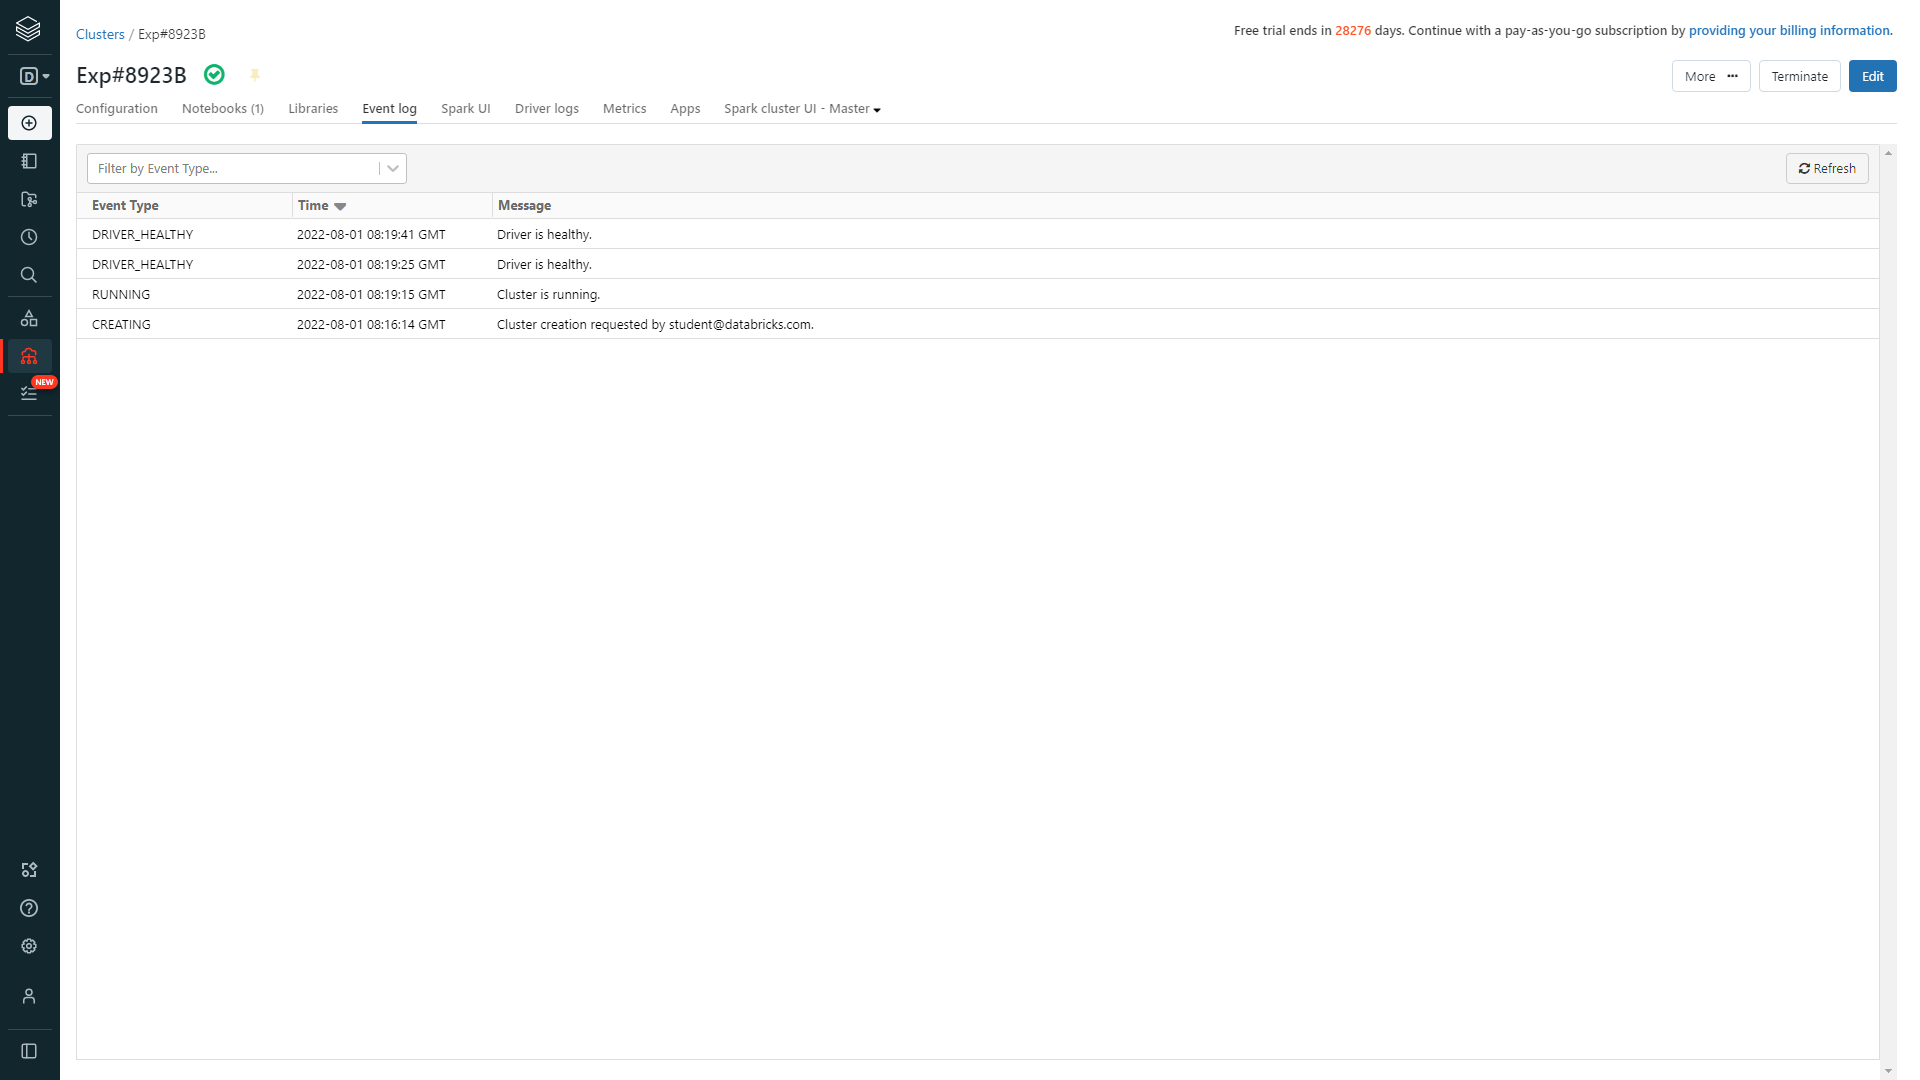 Clusters / Exp#8923B
Free trial ends in 28276 days. Continue with a pay-as-you-go subscription by providing your billing information.
D
Exp#8923B
More ···
Terminate
Edit
Configuration
Notebooks (1)
Libraries
Event log
Spark UI
Driver logs
Metrics
Apps
Spark cluster UI - Master
Filter by Event Type...
Refresh
Event Type Time Message
DRIVER_HEALTHY 2022-08-01 08:19:41 GMT Driver is healthy.
DRIVER_HEALTHY 2022-08-01 08:19:25 GMT Driver is healthy.
RUNNING 2022-08-01 08:19:15 GMT Cluster is running.
CREATING 2022-08-01 08:16:14 GMT Cluster creation requested by student@databricks.com.
NEW